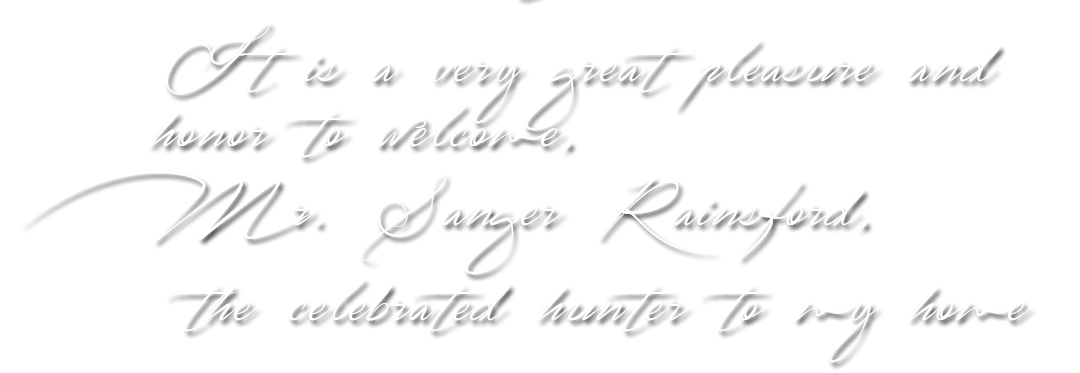 It is a very great pleasure and
honor to welcome,
Mr. Sanger Rainsford,
the celebrated hunter to my home